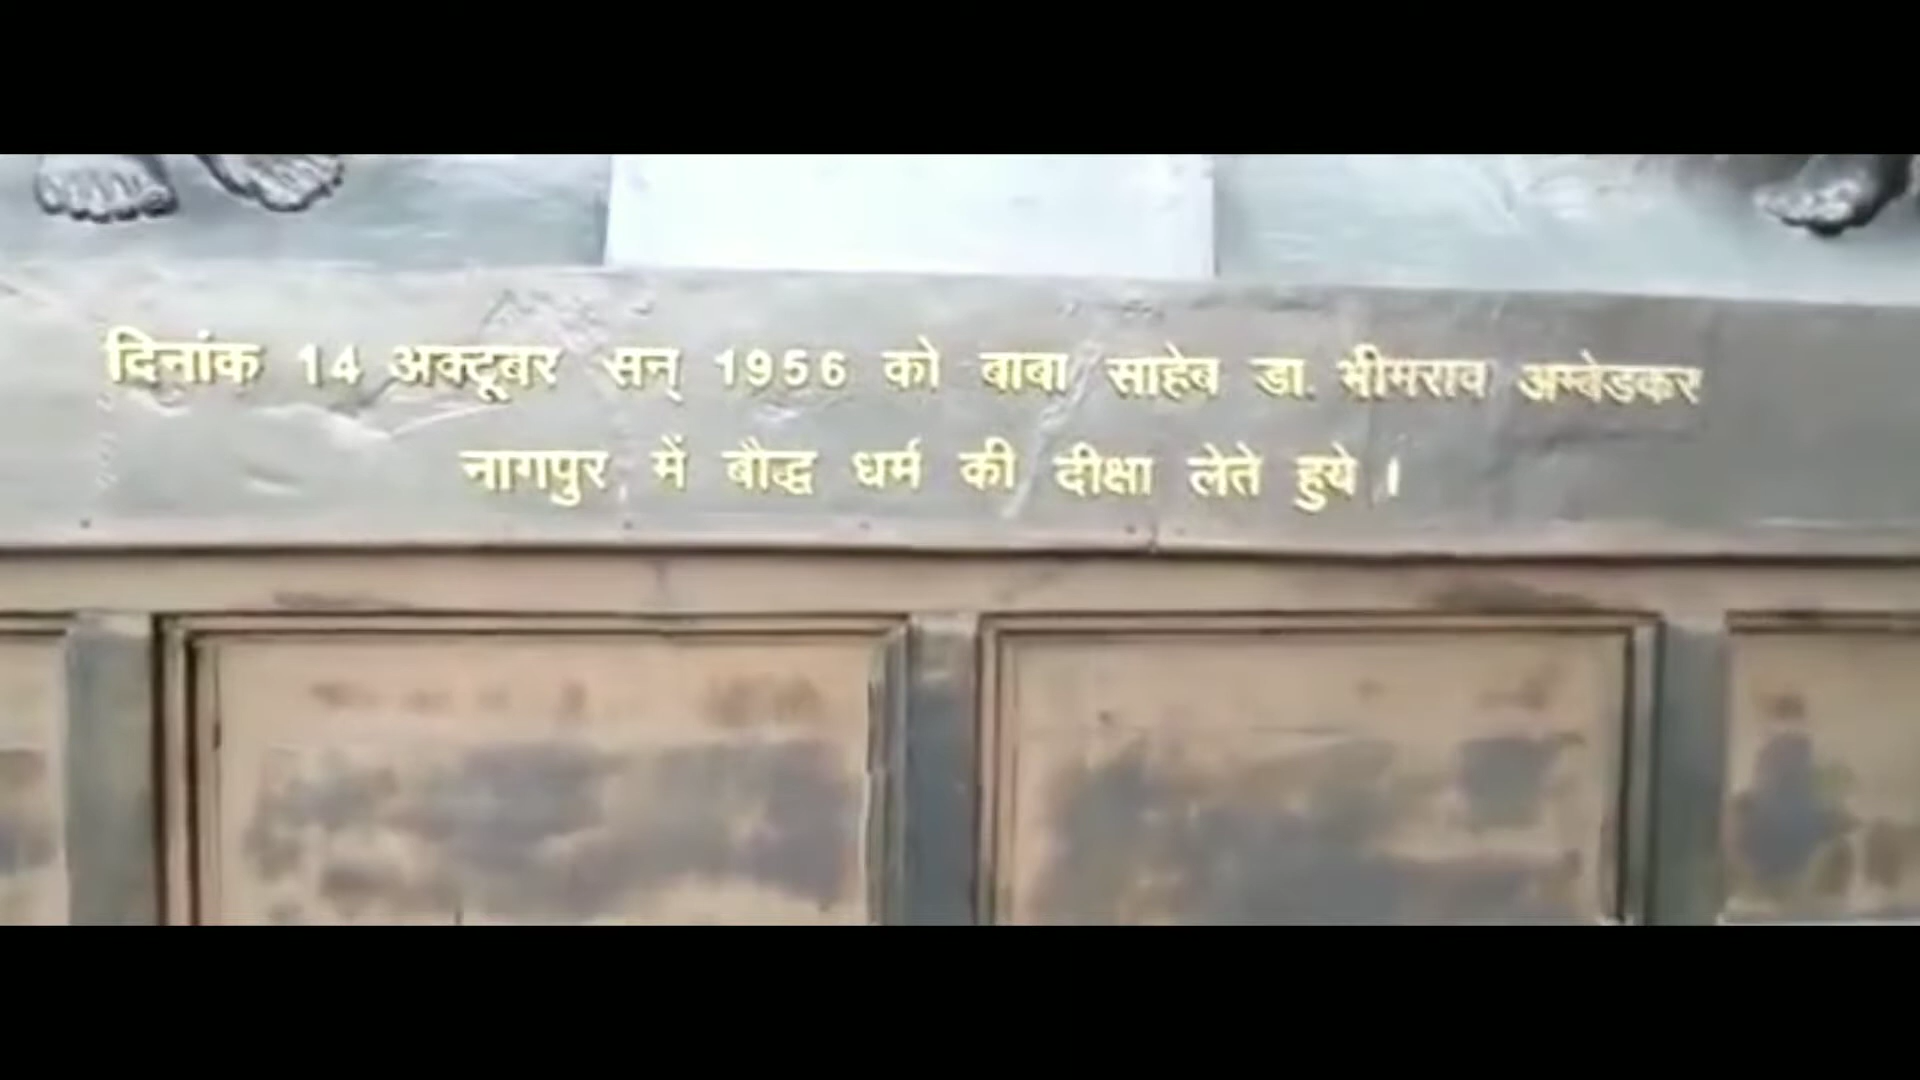 दिनांक 14 अक्टूबर सन् 1956 को बाबा साहेब डा. भीमराव अम्बेडकर
नागपुर में बौद्ध धर्म की दीक्षा लेते हुये ।